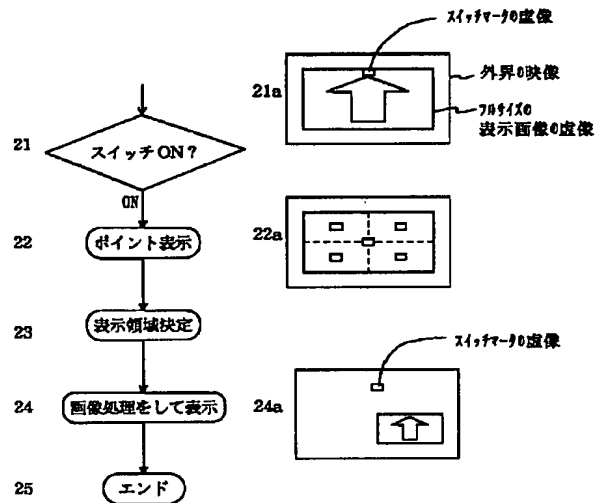 スイッチマークの虚像
21a
外界の映像
フルサイズの
表示画像の虚像
21
スイッチON?
ON
22
ポイント表示
22a
23
表示領域決定
スイッチマークの虚像
24
画像処理をして表示
24a
25
エンド